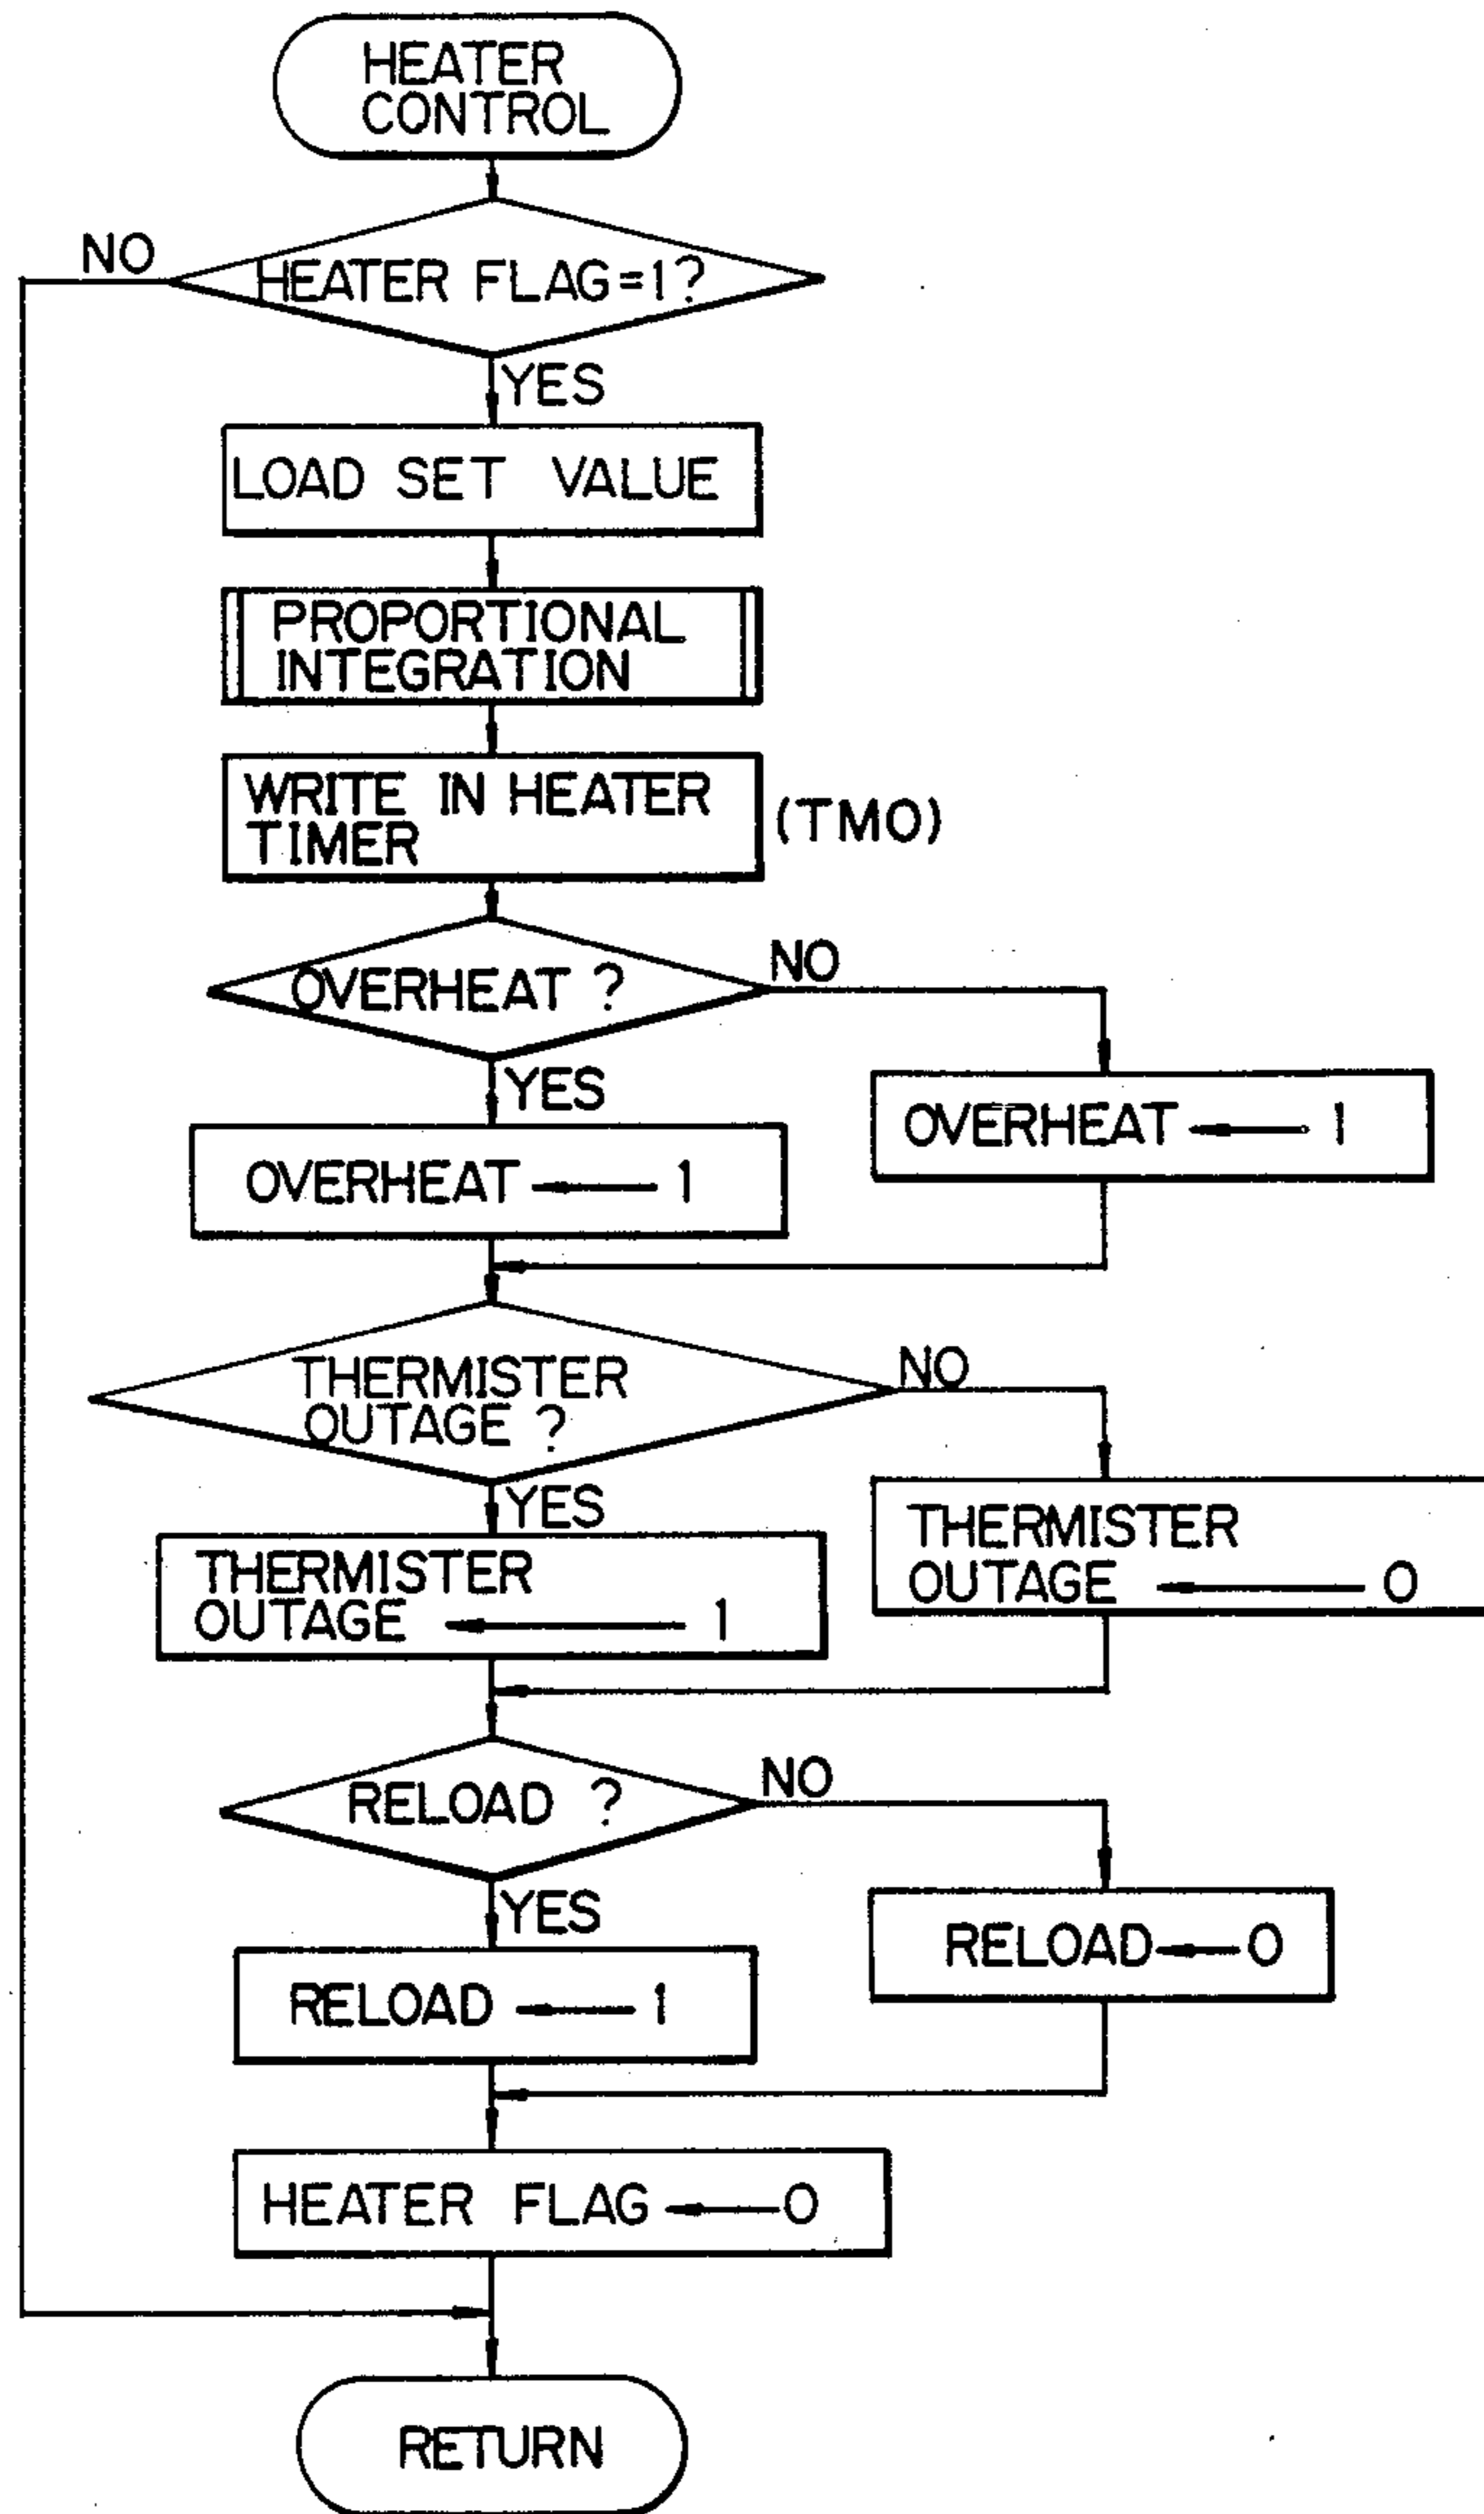 HEATER
CONTROL
NO
HEATER FLAG=1?
YES
LOAD SET VALUE
PROPORTIONAL
INTEGRATION
WRITE IN HEATER
TIMER
(TMO)
OVERHEAT ?
NO
YES
OVERHEAT ← 1
OVERHEAT ← 1
THERMISTER
OUTAGE ?
NO
YES
THERMISTER
OUTAGE ← 0
THERMISTER
OUTAGE ← 1
RELOAD ?
NO
YES
RELOAD ← 0
RELOAD ← 1
HEATER FLAG ← 0
RETURN